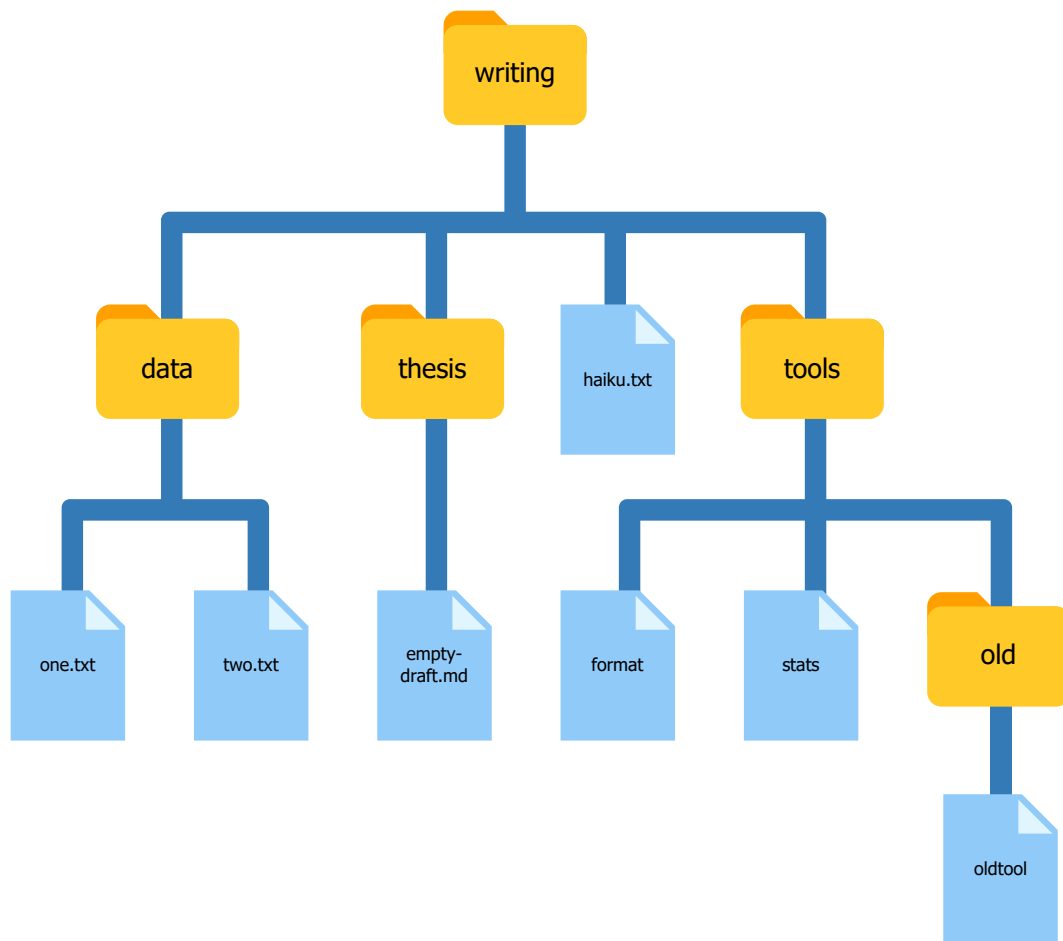 writing
data
thesis
haiku.txt
tools
one.txt
two.txt
empty-
draft.md
format
stats
old
oldtool